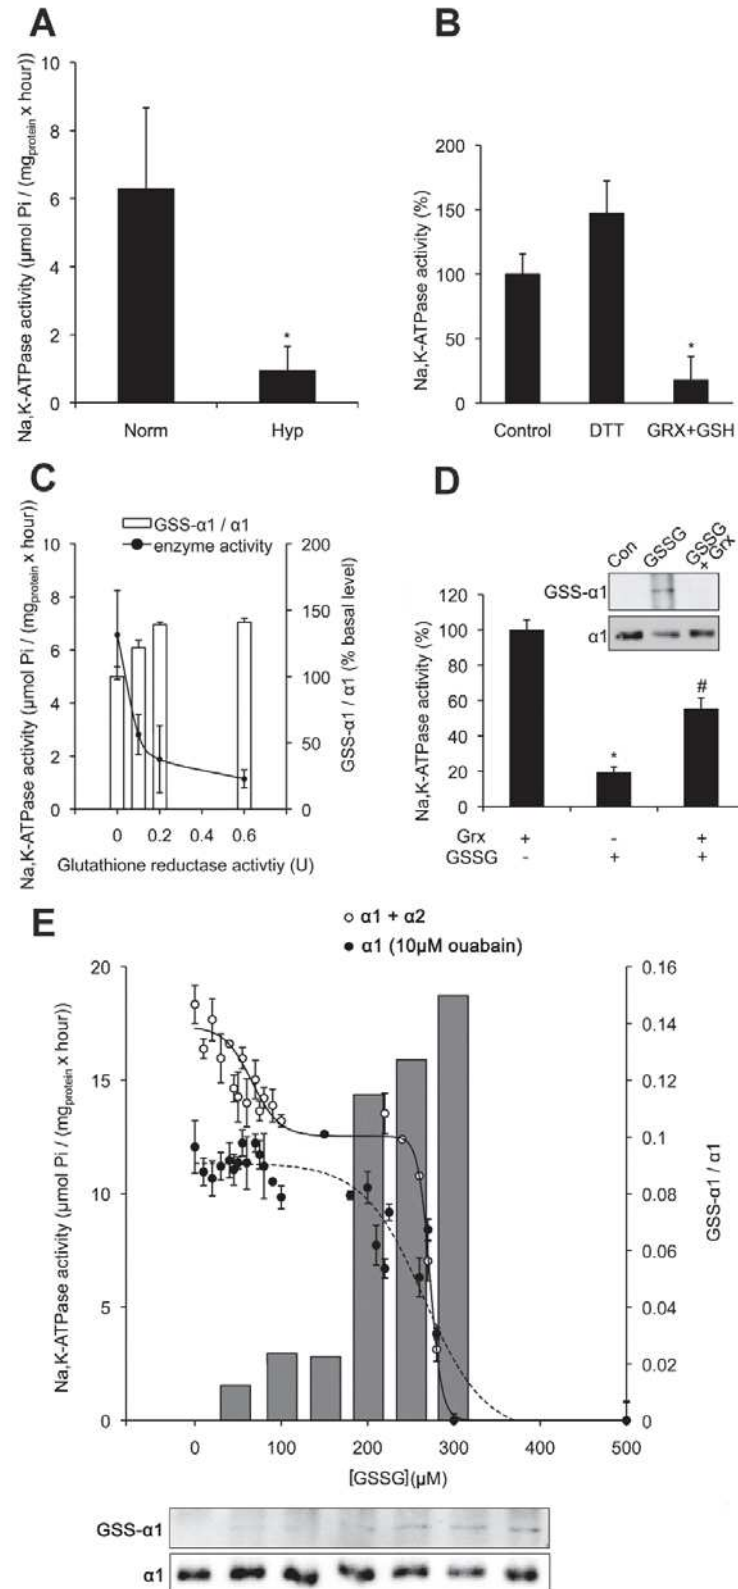 A
Na,K-ATPase activity (µmol Pi / (mgprotein x hour))
10
8
6
4
2
0
*
Norm
Hyp
B
Na,K-ATPase activity (%)
200
150
100
50
0
*
Control
DTT
GRX+GSH
C
GSS-α1 / α1
enzyme activity
Na,K-ATPase activity (µmol Pi / (mgprotein x hour))
10
8
6
4
2
0
200
150
100
50
0
GSS-α1 / α1 (% basal level)
0
0.2
0.4
0.6
Glutathione reductase activtiy (U)
D
Con
GSSG
GSSG + Grx
GSS-α1
α1
Na,K-ATPase activity (%)
120
100
80
60
40
20
0
*
#
Grx + - +
GSSG - + +
E
α1 + α2
α1 (10µM ouabain)
Na,K-ATPase activity (µmol Pi / (mgprotein x hour))
20
15
10
5
0
0.16
0.14
0.12
0.1
0.08
0.06
0.04
0.02
0
GSS-α1 / α1
0
100
200
300
400
500
[GSSG](µM)
GSS-α1
α1